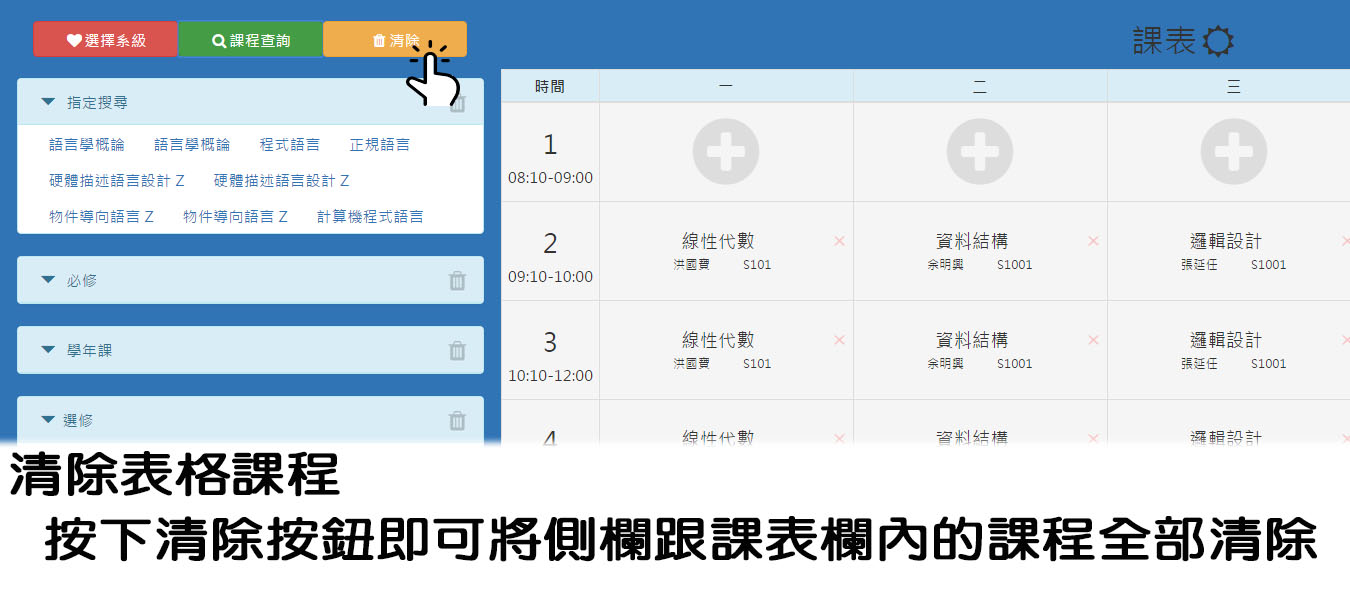 選擇系級 課程查詢 清除
課表
指定搜尋
語言學概論 語言學概論 程式語言 正規語言
硬體描述語言設計 Z 硬體描述語言設計 Z
物件導向語言 Z 物件導向語言 Z 計算機程式語言
必修
學年課
選修
時間 一 二 三
1
08:10-09:00
2
09:10-10:00
線性代數 資料結構 邏輯設計
洪國寶 S101 余明興 S1001 張延任 S1001
3
10:10-12:00
線性代數 資料結構 邏輯設計
洪國寶 S101 余明興 S1001 張延任 S1001
4 線性代數 資料結構 邏輯設計
清除表格課程
按下清除按鈕即可將側欄跟課表欄內的課程全部清除